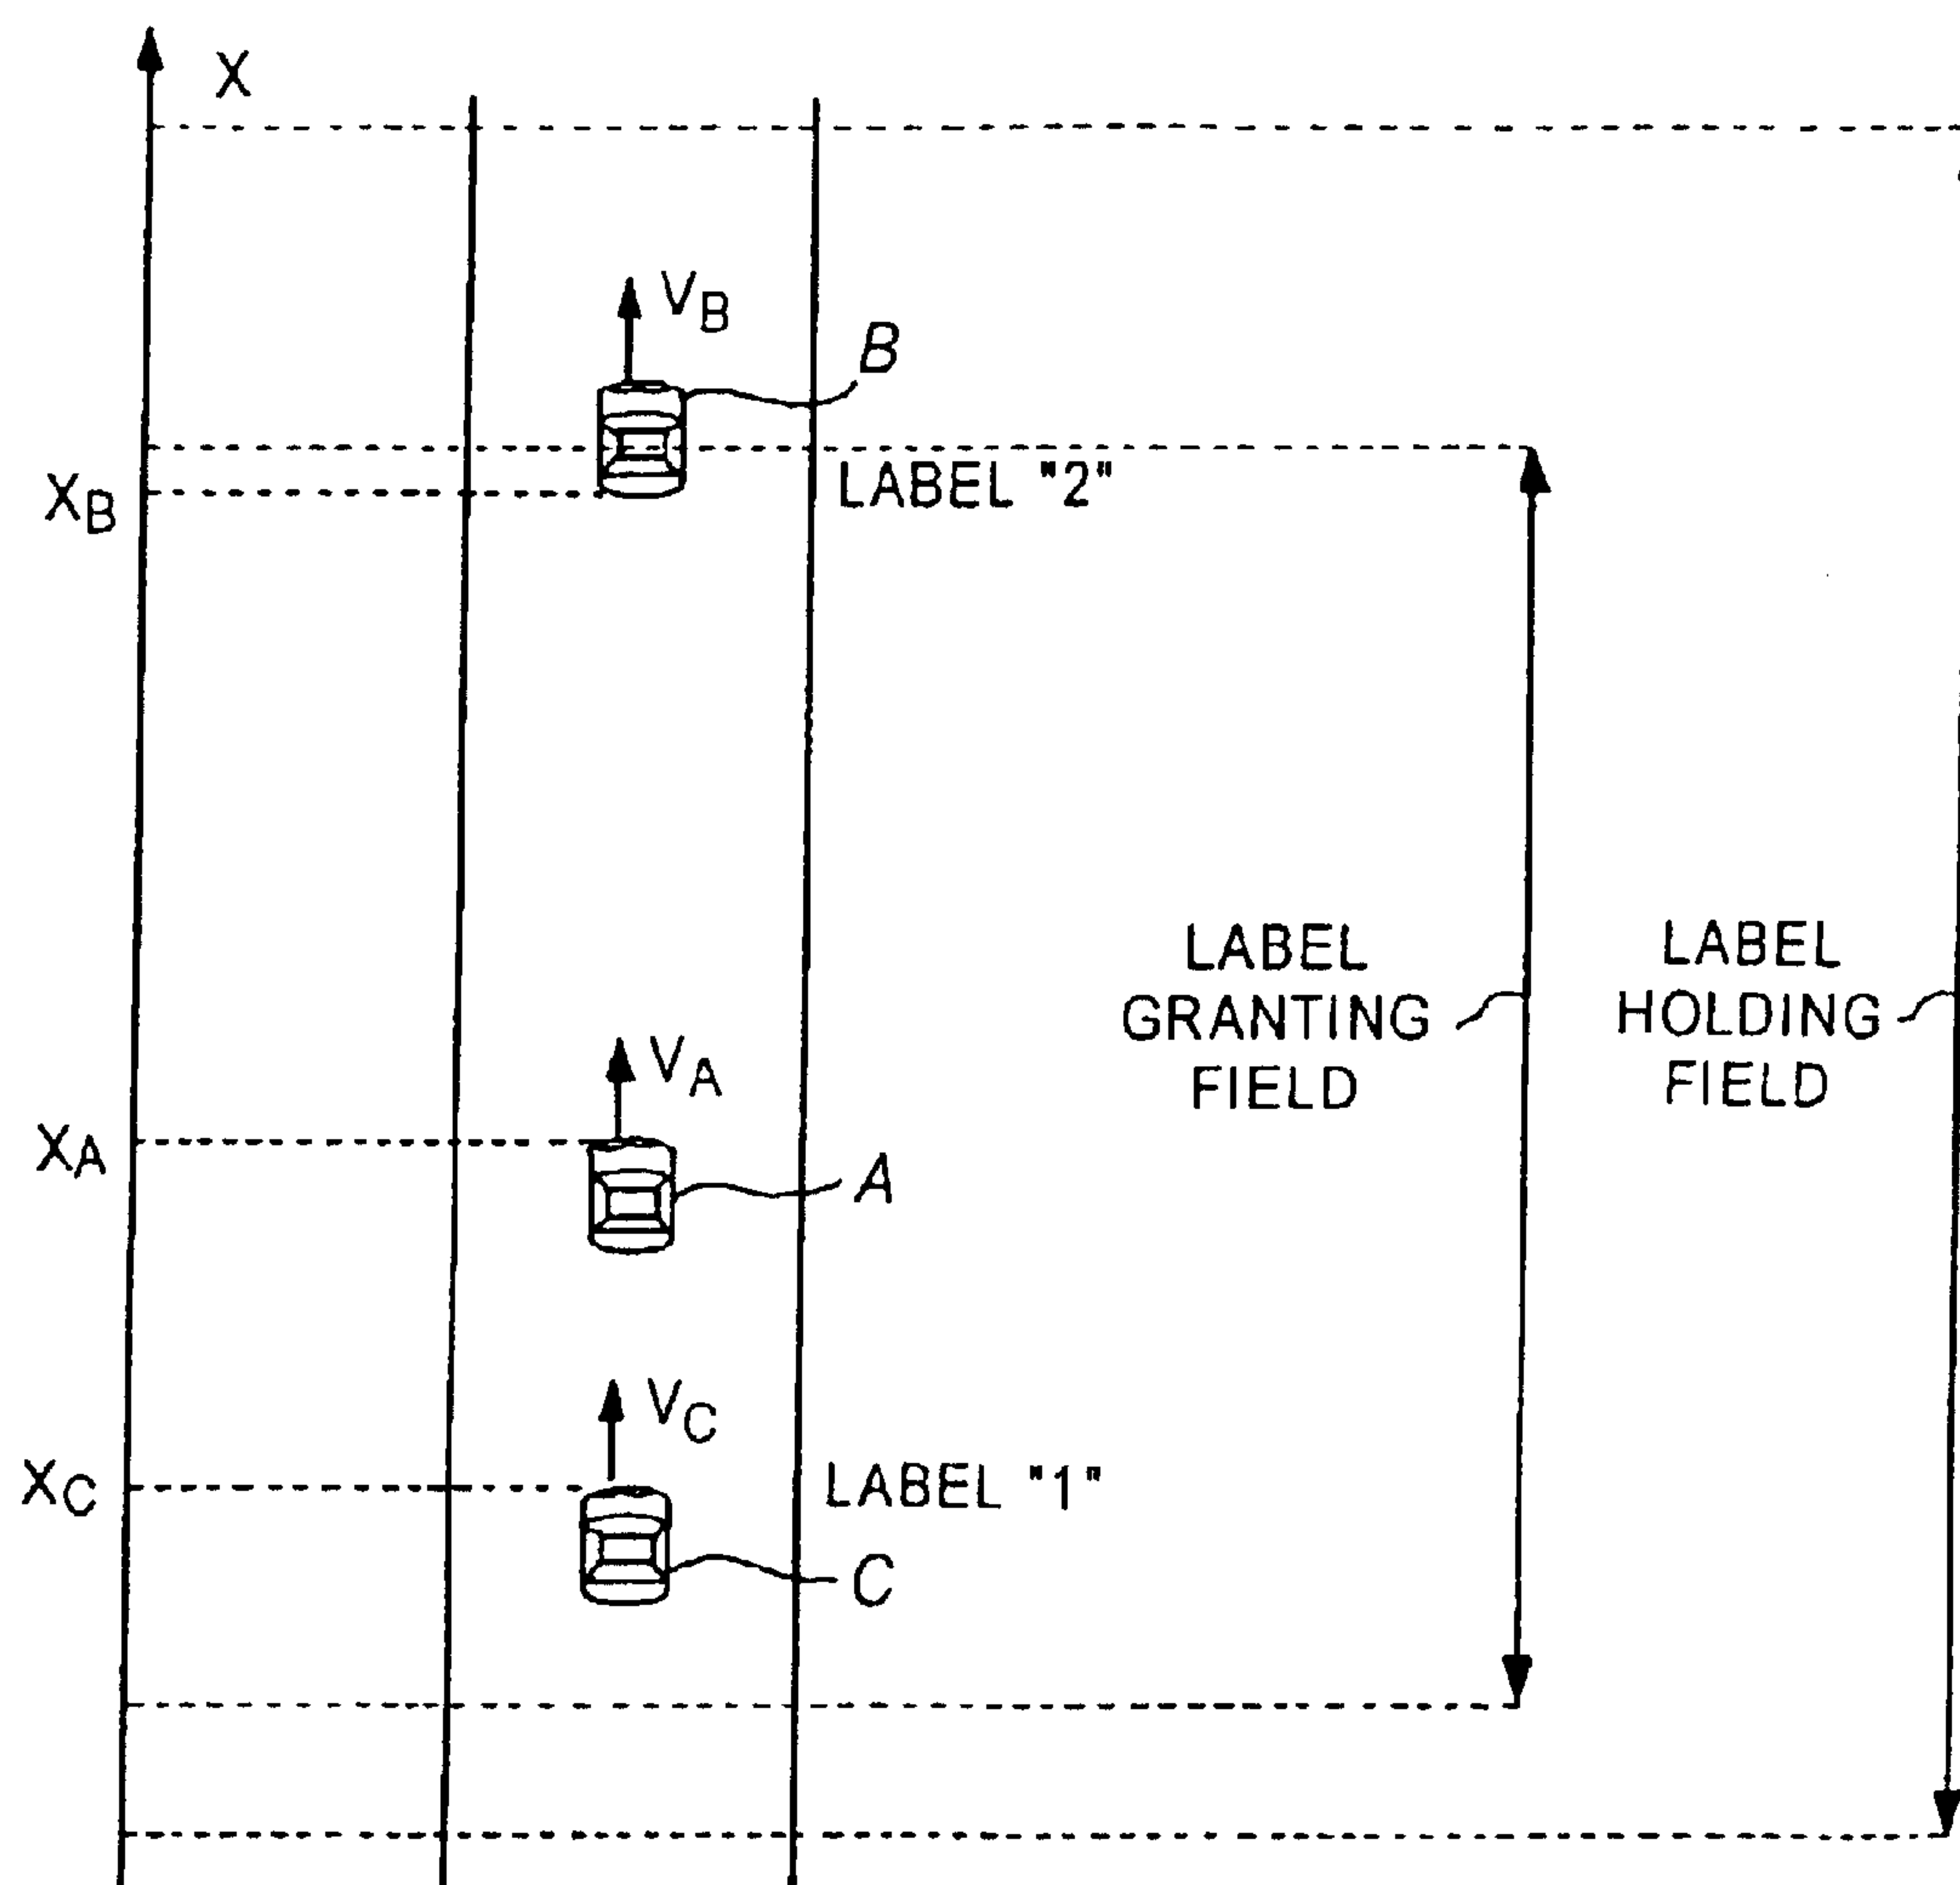 X
VB
B
XB
LABEL "2"
LABEL
GRANTING
FIELD
LABEL
HOLDING
FIELD
VA
XA
A
VC
XC
LABEL "1"
C